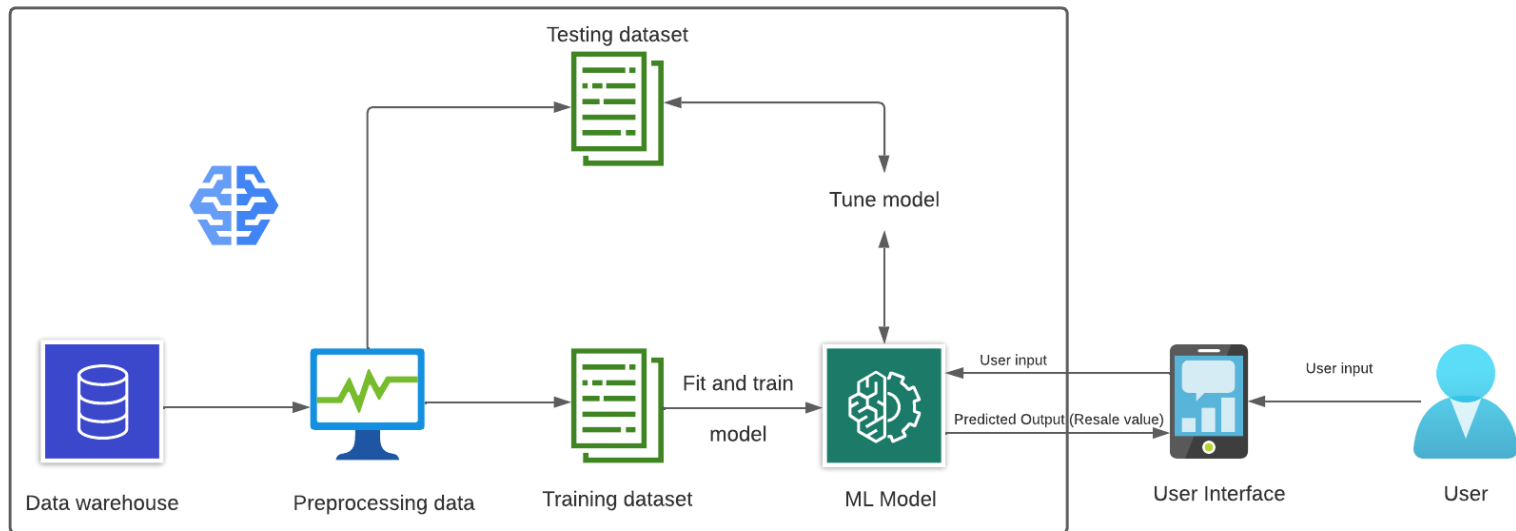 Testing dataset
Tune model
User input
User input
Fit and train
model
Predicted Output (Resale value)
Data warehouse
Preprocessing data
Training dataset
ML Model
User Interface
User